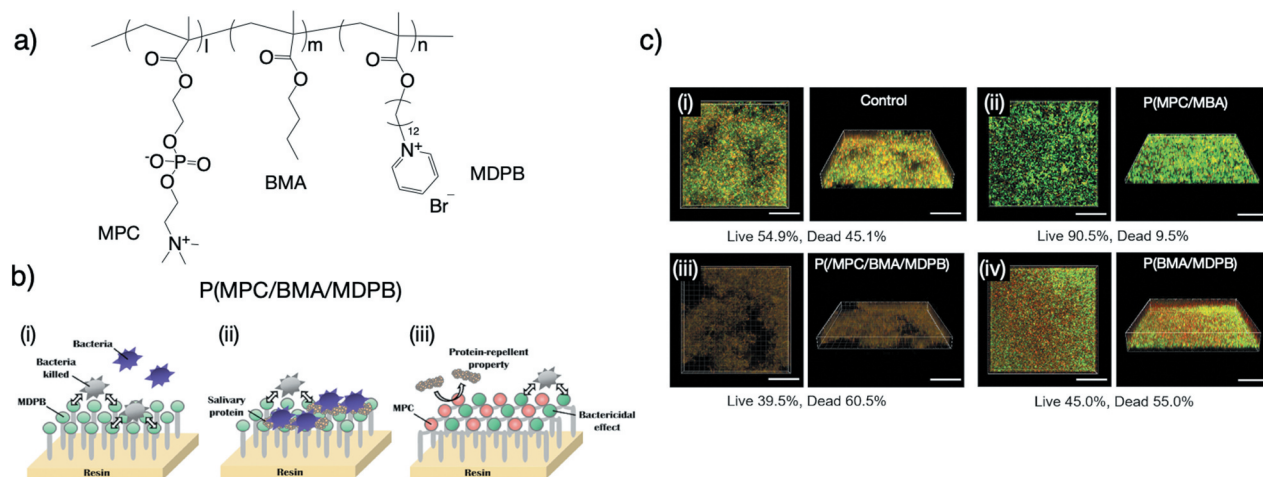 a)
l
m
n
O
O
O
O
O
O
12
O
-O
P
O
O
N+
BMA
MDPB
Br-
MPC
N+-
b)
P(MPC/BMA/MDPB)
(i)
Bacteria
Bacteria
killed
MDPB
Resin
(ii)
Salivary
protein
Resin
(iii)
Protein-repellent
property
MPC
Bactericidal
effect
Resin
c)
(i)
Control
Live 54.9%, Dead 45.1%
(ii)
P(MPC/MBA)
Live 90.5%, Dead 9.5%
(iii)
P(/MPC/BMA/MDPB)
Live 39.5%, Dead 60.5%
(iv)
P(BMA/MDPB)
Live 45.0%, Dead 55.0%